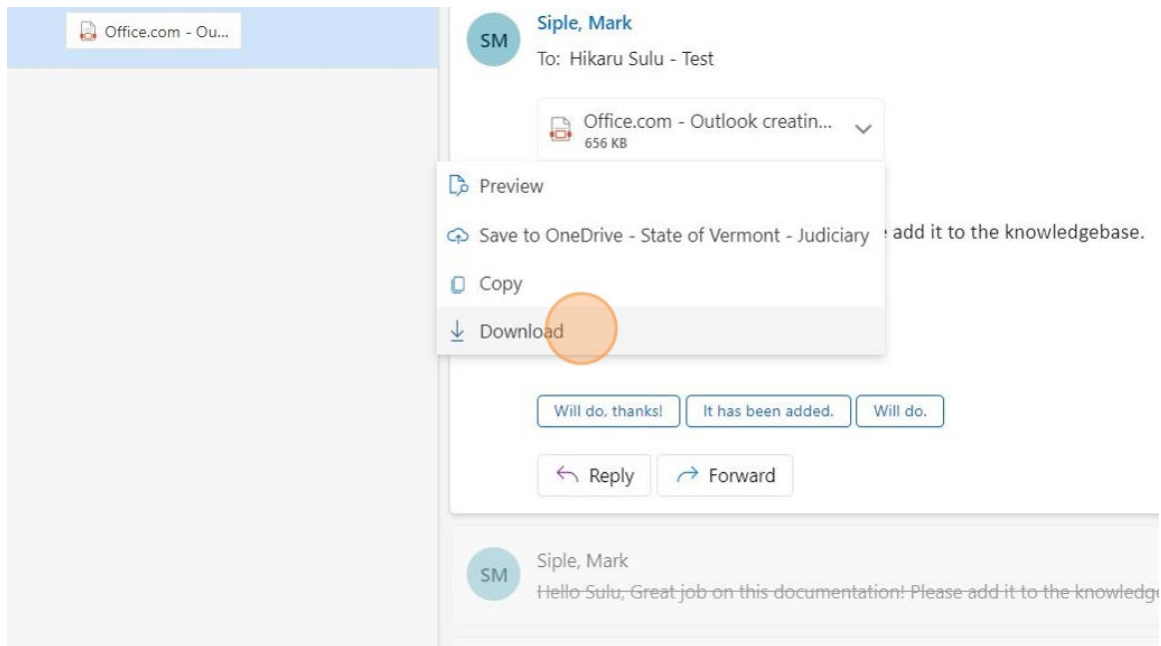 Office.com - Ou...
SM
Siple, Mark
To: Hikaru Sulu - Test
Office.com - Outlook creatin...
656 KB
Preview
Save to OneDrive - State of Vermont - Judiciary
add it to the knowledgebase.
Copy
Download
Will do, thanks!
It has been added.
Will do.
Reply
Forward
SM
Siple, Mark
Hello Sulu, Great job on this documentation! Please add it to the knowledge